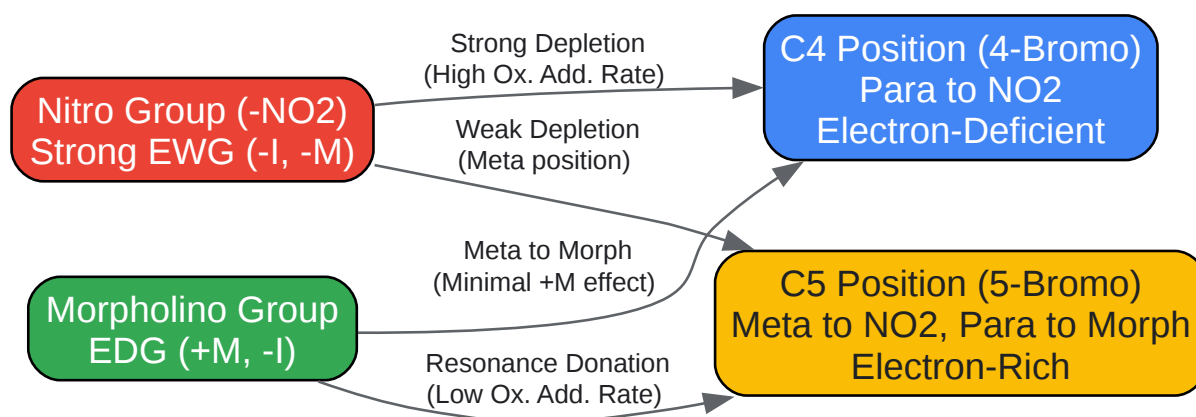 Nitro Group (-NO2)
Strong EWG (-I, -M)
Morpholino Group
EDG (+M, -I)
Strong Depletion
(High Ox. Add. Rate)
Weak Depletion
(Meta position)
Meta to Morph
(Minimal +M effect)
Resonance Donation
(Low Ox. Add. Rate)
C4 Position (4-Bromo)
Para to NO2
Electron-Deficient
C5 Position (5-Bromo)
Meta to NO2, Para to Morph
Electron-Rich